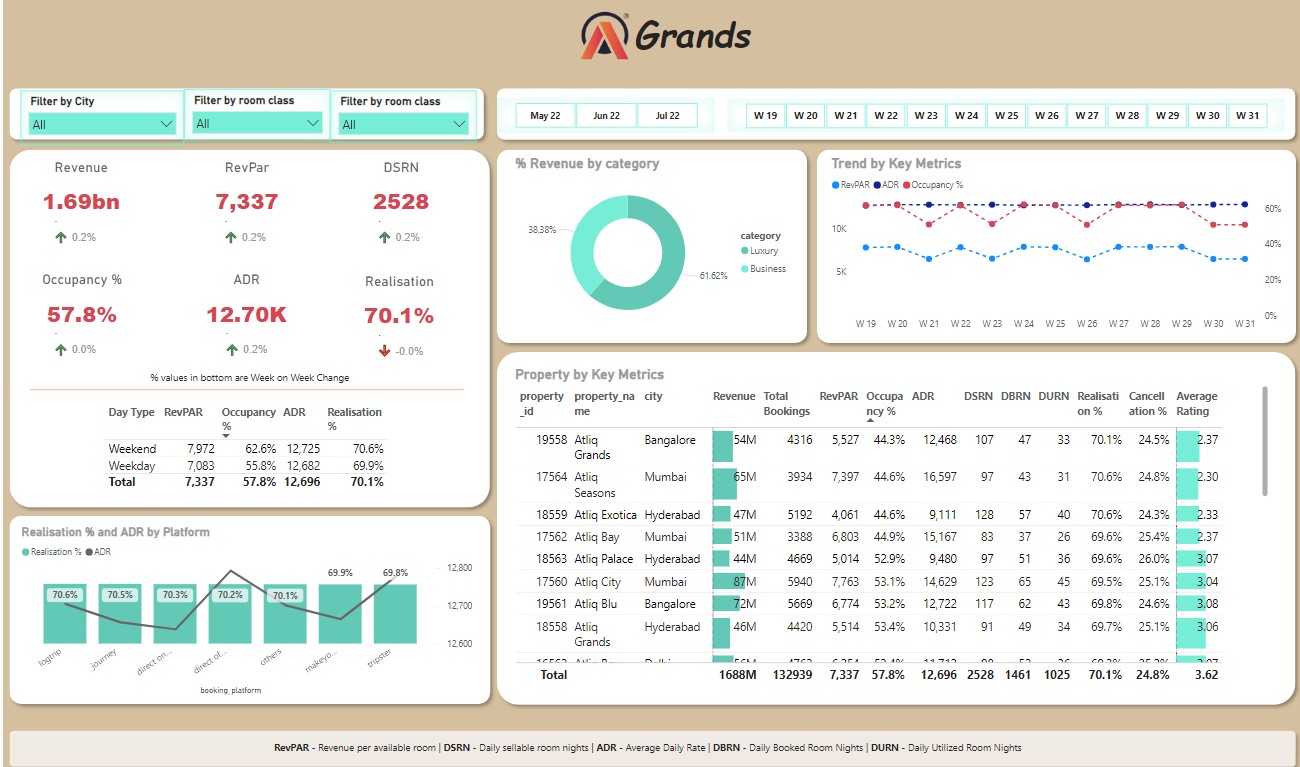 Grands
Filter by City
All
Filter by room class
All
Filter by room class
All
May 22 Jun 22 Jul 22
W 19 W 20 W 21 W 22 W 23 W 24 W 25 W 26 W 27 W 28 W 29 W 30 W 31
Revenue RevPar DSRN
1.69bn 7,337 2528
0.2% 0.2% 0.2%
Occupancy % ADR Realisation
57.8% 12.70K 70.1%
0.0% 0.2% -0.0%
% values in bottom are Week on Week Change
Day Type RevPAR Occupancy % ADR Realisation %
Weekend 7,972 62.6% 12,725 70.6%
Weekday 7,083 55.8% 12,682 69.9%
Total 7,337 57.8% 12,696 70.1%
% Revenue by category
38.38%
61.62%
category
Luxury
Business
Trend by Key Metrics
RevPAR ADR Occupancy %
10K
5K
60%
40%
20%
0%
W 19 W 20 W 21 W 22 W 23 W 24 W 25 W 26 W 27 W 28 W 29 W 30 W 31
Realisation % and ADR by Platform
Realisation % ADR
70.6% 70.5% 70.3% 70.2% 70.1% 69.9% 69.8%
12,800
12,700
12,600
logtrip journey direct on... direct of... others makeyo... tripster
booking_platform
Property by Key Metrics
property_id property_name city Revenue Total Bookings RevPAR Occupancy % ADR DSRN DBRN DURN Realisation % Cancellation % Average Rating
19558 Atliq Grands Bangalore 54M 4316 5,527 44.3% 12,468 107 47 33 70.1% 24.5% 2.37
17564 Atliq Seasons Mumbai 65M 3934 7,397 44.6% 16,597 97 43 31 70.6% 24.8% 2.30
18559 Atliq Exotica Hyderabad 47M 5192 4,061 44.6% 9,111 128 57 40 70.6% 24.3% 2.33
17562 Atliq Bay Mumbai 51M 3388 6,803 44.9% 15,167 83 37 26 69.6% 25.4% 2.37
18563 Atliq Palace Hyderabad 44M 4669 5,014 52.9% 9,480 97 51 36 69.6% 26.0% 3.07
17560 Atliq City Mumbai 87M 5940 7,763 53.1% 14,629 123 65 45 69.5% 25.1% 3.04
19561 Atliq Blu Bangalore 72M 5669 6,774 53.2% 12,722 117 62 43 69.8% 24.6% 3.08
18558 Atliq Grands Hyderabad 46M 4420 5,514 53.4% 10,331 91 49 34 69.7% 25.1% 3.06
Total 1688M 132939 7,337 57.8% 12,696 2528 1461 1025 70.1% 24.8% 3.62
RevPAR - Revenue per available room | DSRN - Daily sellable room nights | ADR - Average Daily Rate | DBRN - Daily Booked Room Nights | DURN - Daily Utilized Room Nights